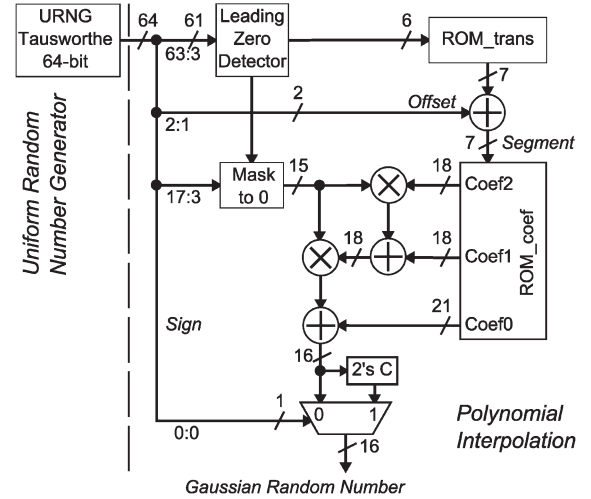 URNG
Tausworthe
64-bit
64
61
63:3
Leading
Zero
Detector
6
ROM_trans
7
2
Offset
2:1
7
Segment
Mask
to 0
15
17:3
18
Coef2
18
18
Coef1
ROM_coef
21
Coef0
Sign
16
2's C
1
0
1
0:0
16
Uniform Random
Number Generator
Polynomial
Interpolation
Gaussian Random Number